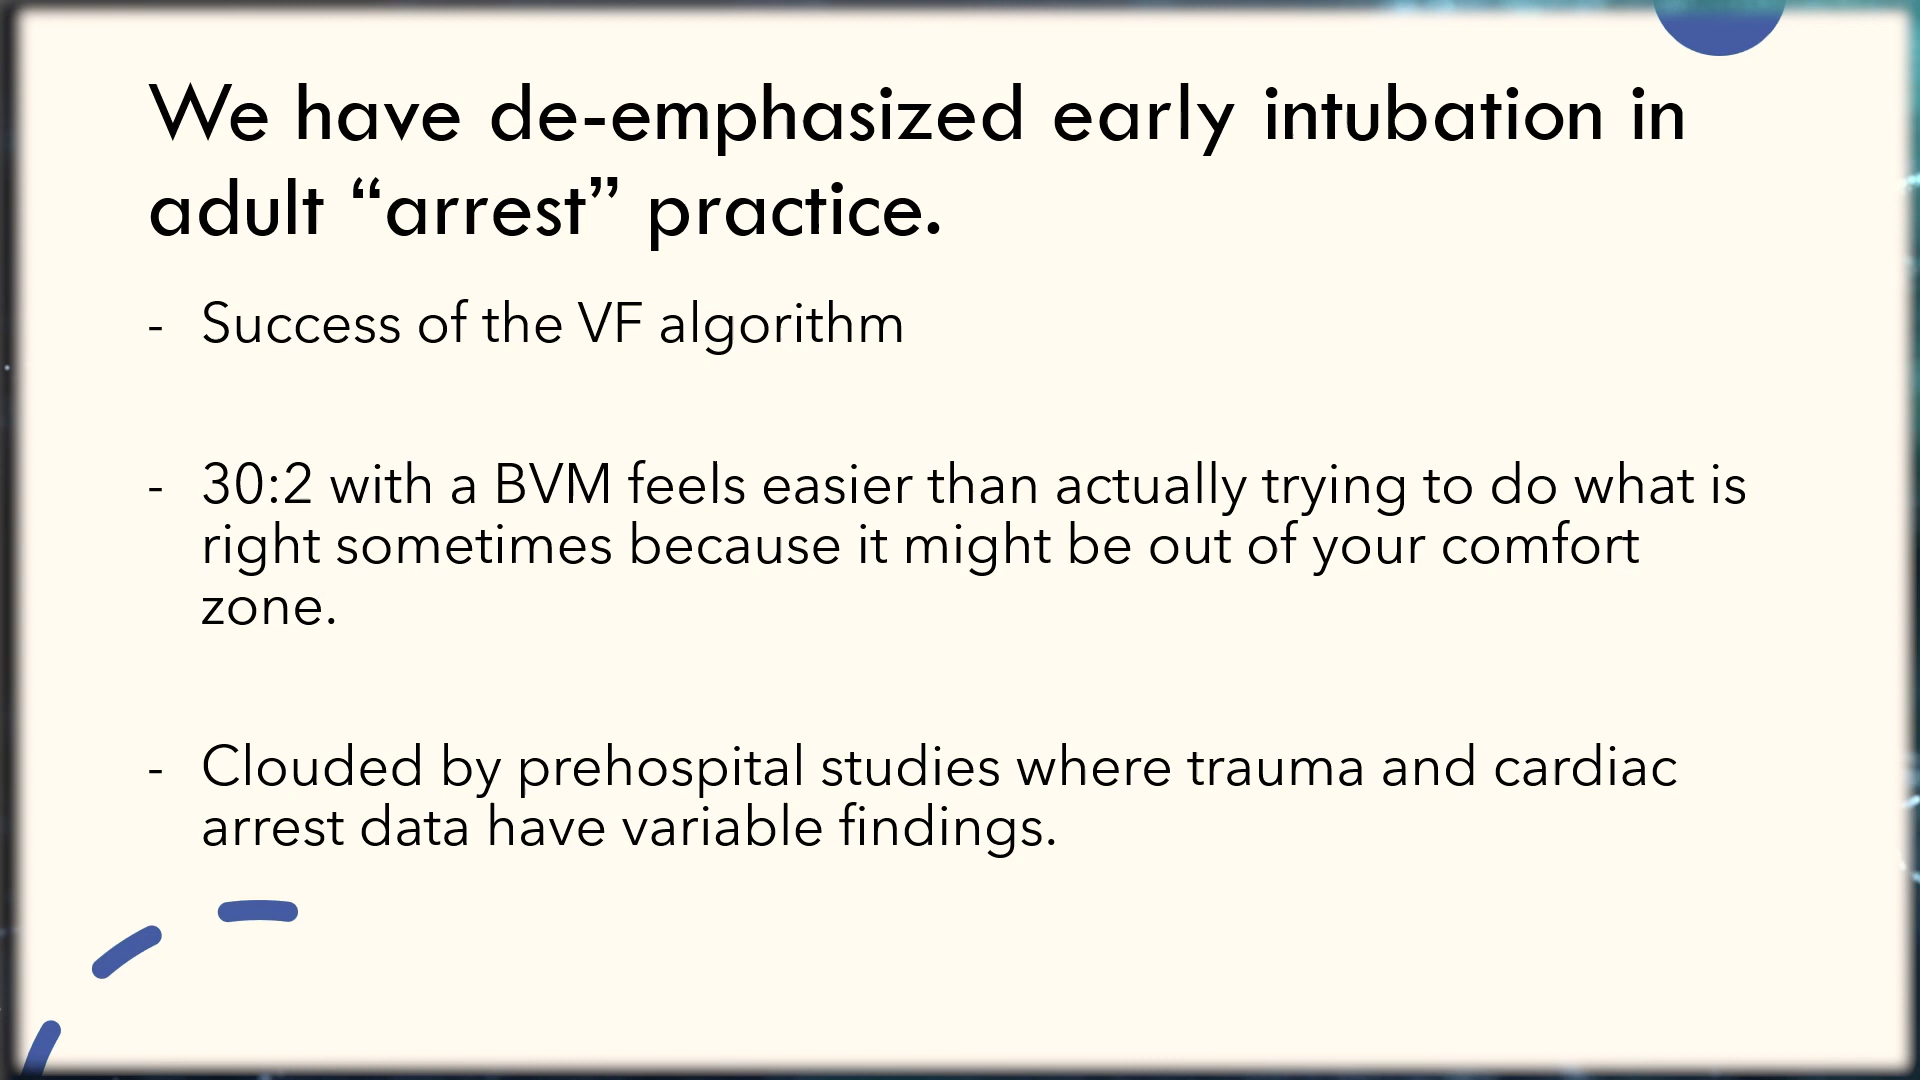 We have de-emphasized early intubation in
adult “arrest” practice.
- Success of the VF algorithm
- 30:2 with a BVM feels easier than actually trying to do what is
right sometimes because it might be out of your comfort
zone.
- Clouded by prehospital studies where trauma and cardiac
arrest data have variable findings.